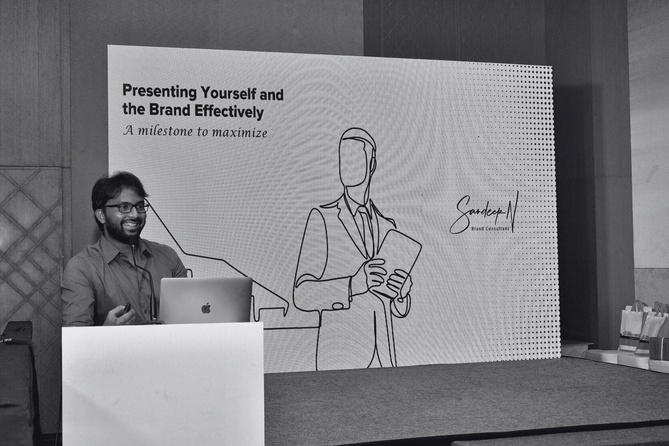 Presenting Yourself and
the Brand Effectively
A milestone to maximize
Sandeep N
Brand Consultant